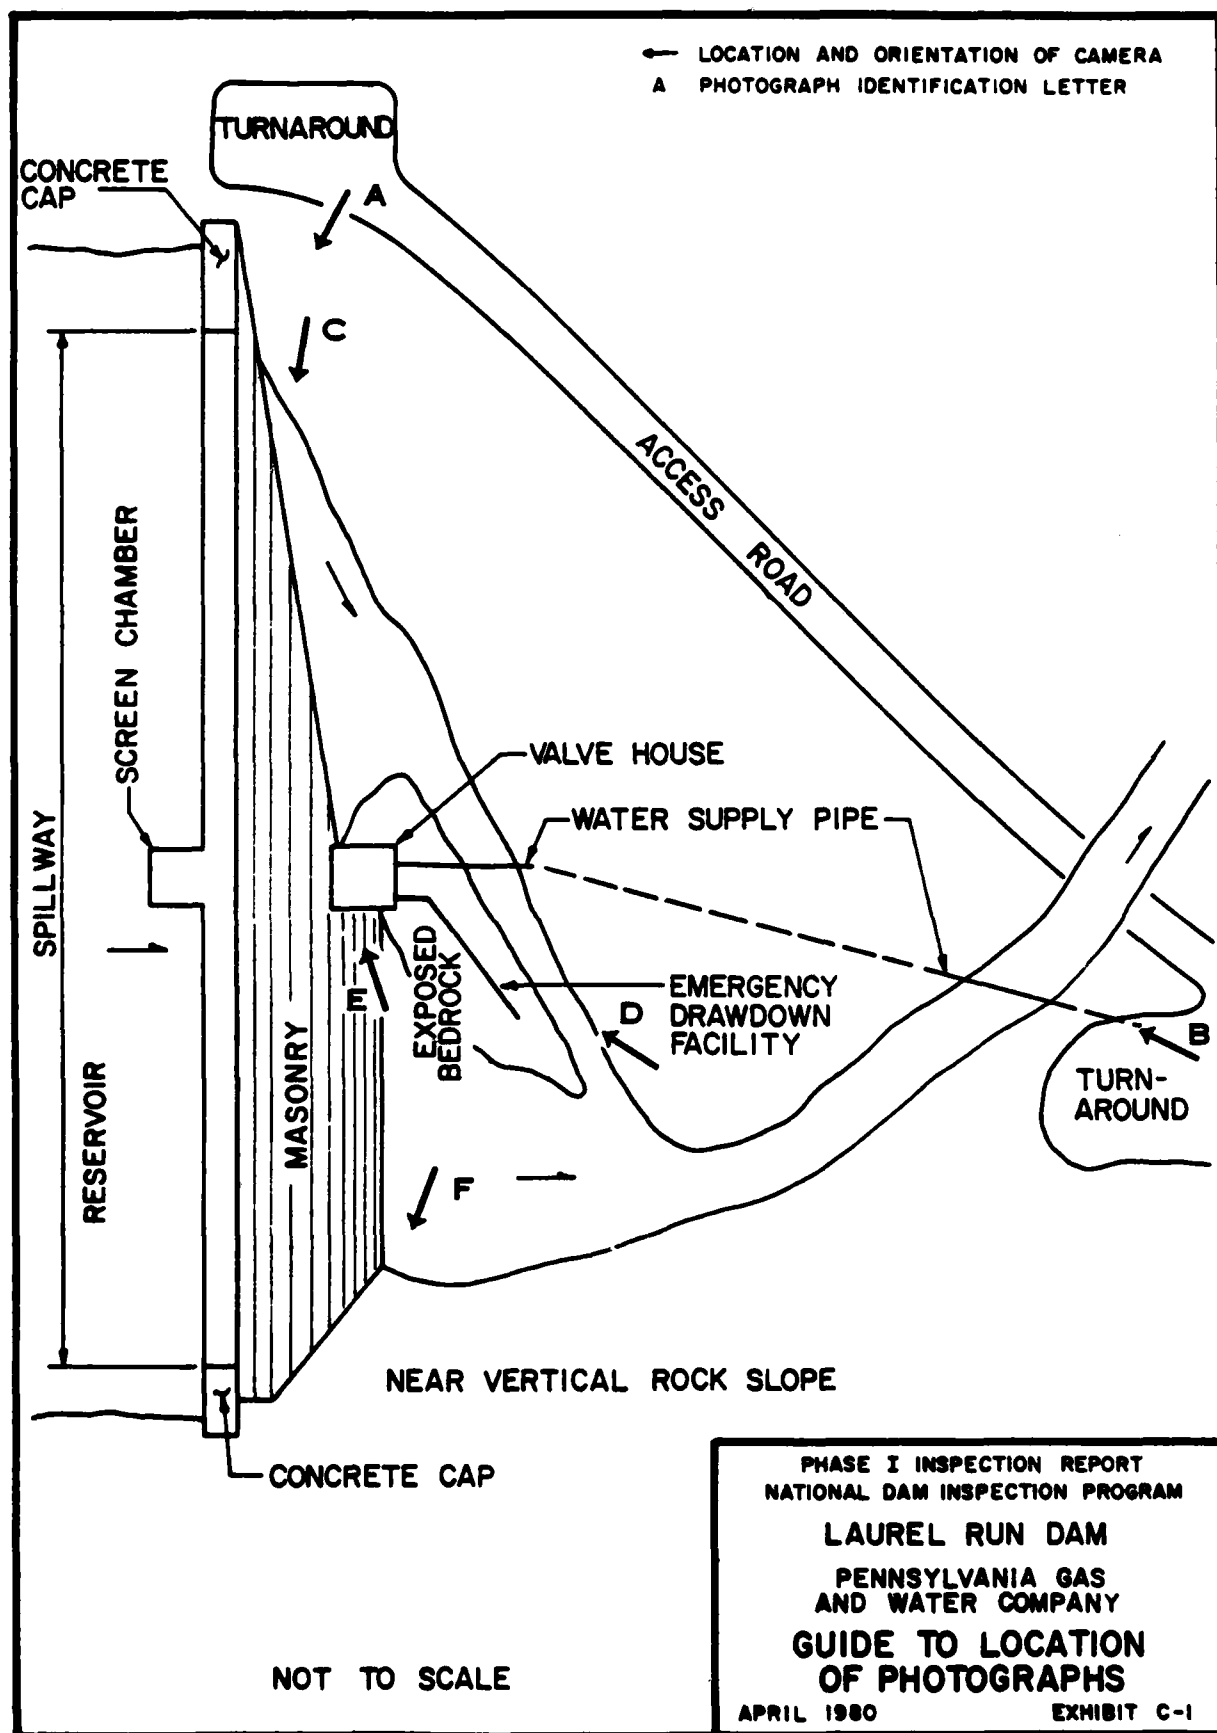 LOCATION AND ORIENTATION OF CAMERA
A PHOTOGRAPH IDENTIFICATION LETTER
TURNAROUND
CONCRETE
CAP
A
C
ACCESS ROAD
SCREEN CHAMBER
VALVE HOUSE
WATER SUPPLY PIPE
SPILLWAY
RESERVOIR
MASONRY
E
EXPOSED
BEDROCK
D
EMERGENCY
DRAWDOWN
FACILITY
B
TURN-
AROUND
F
NEAR VERTICAL ROCK SLOPE
CONCRETE CAP
NOT TO SCALE
PHASE I INSPECTION REPORT
NATIONAL DAM INSPECTION PROGRAM
LAUREL RUN DAM
PENNSYLVANIA GAS
AND WATER COMPANY
GUIDE TO LOCATION
OF PHOTOGRAPHS
APRIL 1980 EXHIBIT C-1